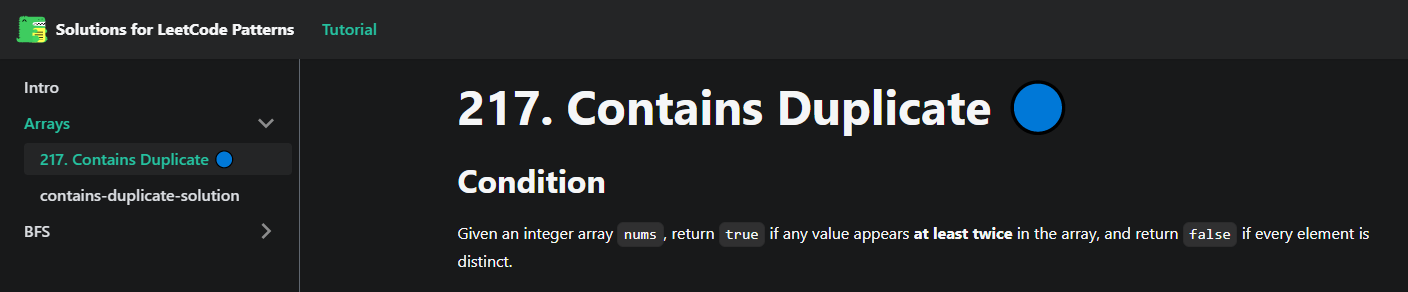 Solutions for LeetCode Patterns Tutorial
Intro
Arrays
217. Contains Duplicate
contains-duplicate-solution
BFS
217. Contains Duplicate
Condition
Given an integer array nums, return true if any value appears at least twice in the array, and return false if every element is
distinct.